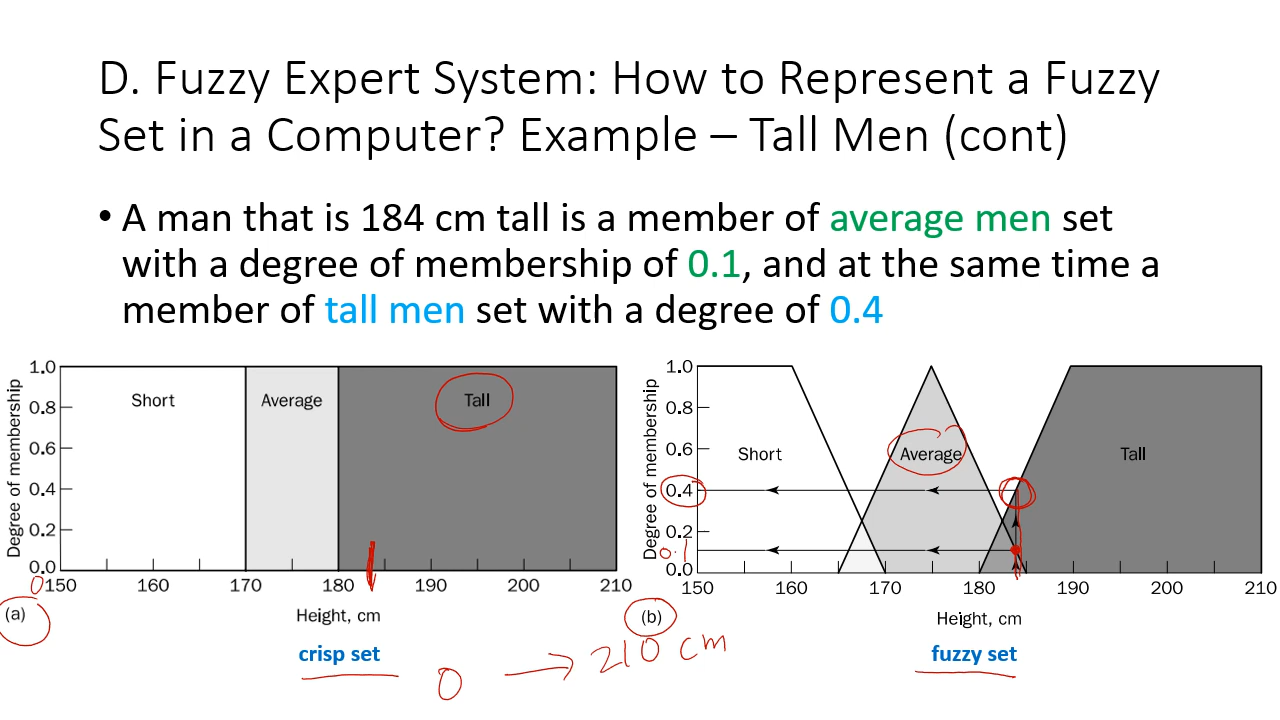 D. Fuzzy Expert System: How to Represent a Fuzzy
Set in a Computer? Example – Tall Men (cont)
• A man that is 184 cm tall is a member of average men set
with a degree of membership of 0.1, and at the same time a
member of tall men set with a degree of 0.4
Degree of membership
1.0
0.8
0.6
0.4
0.2
0.0
Short
Average
Tall
0
150 160 170 180 190 200 210
(a)
Height, cm
crisp set
0 → 210 cm
Degree of membership
1.0
0.8
0.6
0.4
0.2
0.1
0.0
Short
Average
Tall
150 160 170 180 190 200 210
(b)
Height, cm
fuzzy set